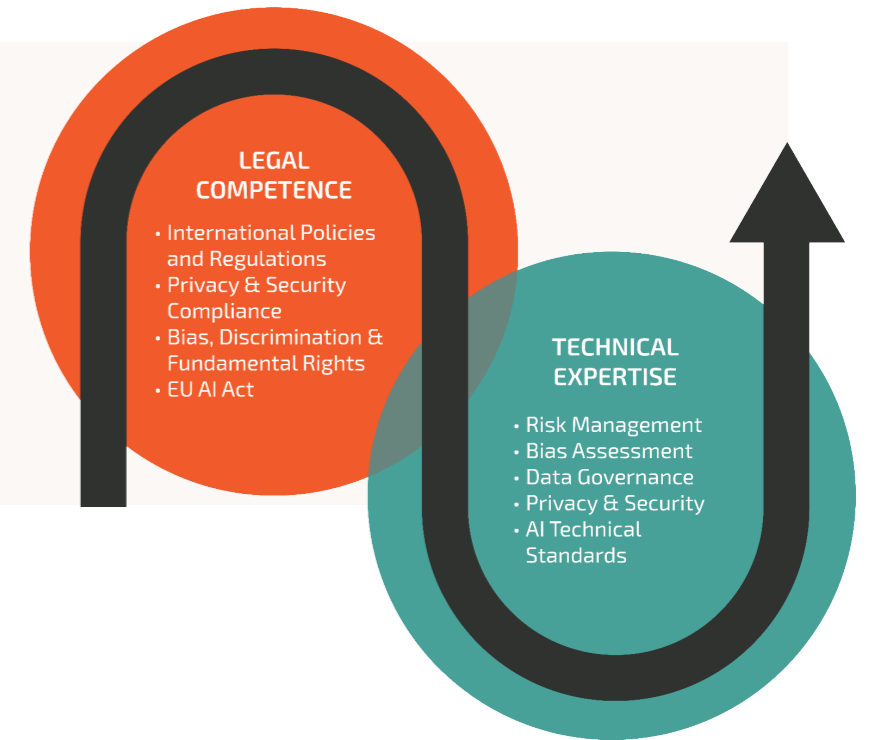 LEGAL
COMPETENCE
• International Policies
and Regulations
• Privacy & Security
Compliance
• Bias, Discrimination &
Fundamental Rights
• EU AI Act
TECHNICAL
EXPERTISE
• Risk Management
• Bias Assessment
• Data Governance
• Privacy & Security
• AI Technical
Standards